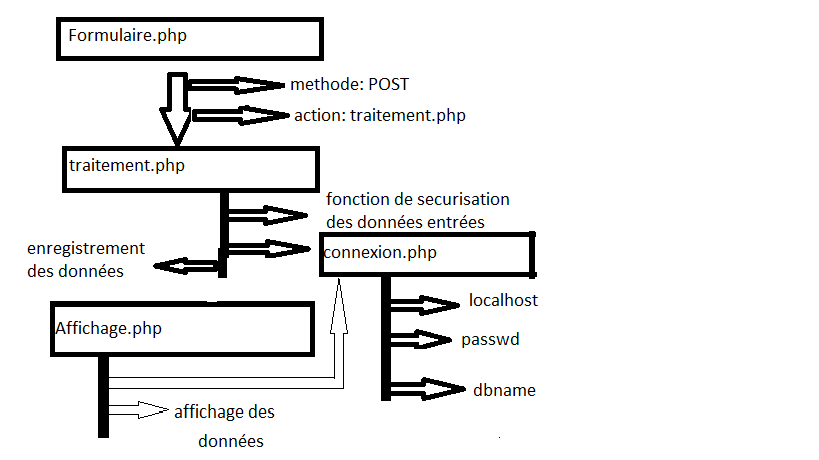 Formulaire.php
methode: POST
action: traitement.php
traitement.php
fonction de securisation
des données entrées
enregistrement
des données
connexion.php
localhost
passwd
dbname
Affichage.php
affichage des
données